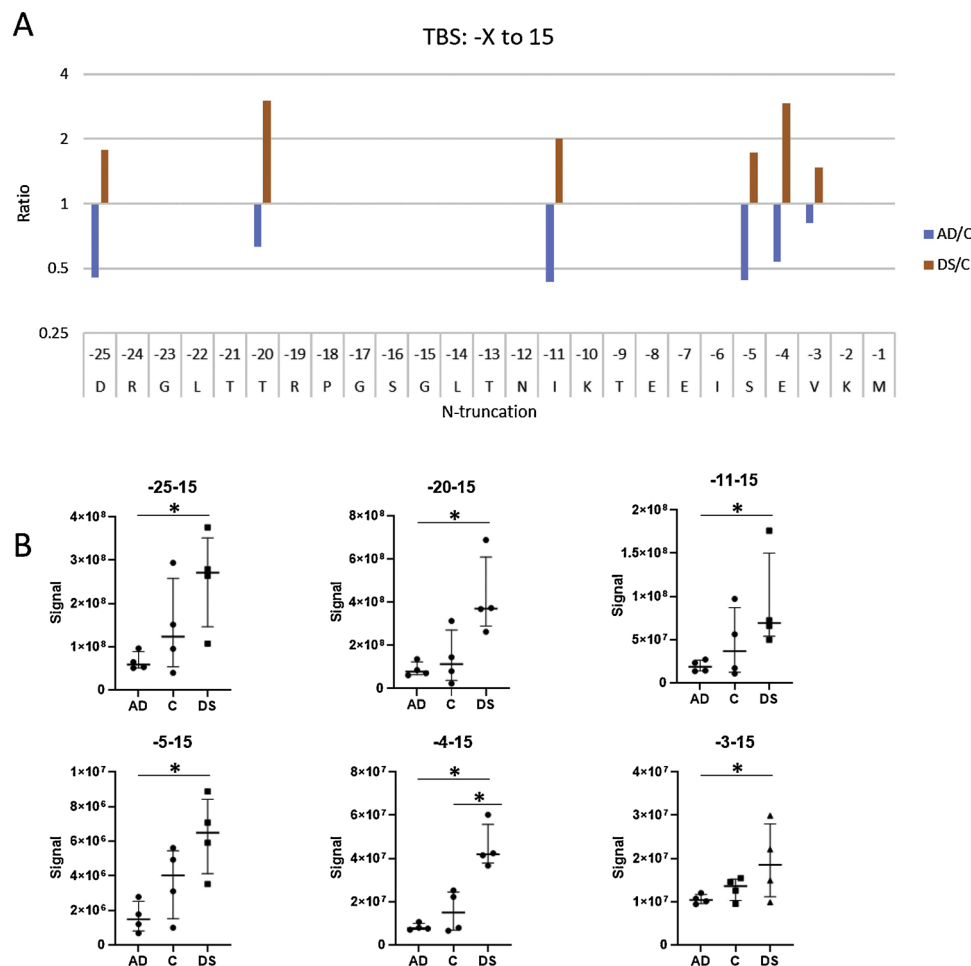 A
TBS: -X to 15
4
2
1
0.5
0.25
Ratio
AD/C
DS/C
-25 -24 -23 -22 -21 -20 -19 -18 -17 -16 -15 -14 -13 -12 -11 -10 -9 -8 -7 -6 -5 -4 -3 -2 -1
D R G L T T R P G S G L T N I K T E E I S E V K M
N-truncation
B
-25-15
*
4×10⁸
3×10⁸
2×10⁸
1×10⁸
0
Signal
AD C DS
-20-15
*
8×10⁸
6×10⁸
4×10⁸
2×10⁸
0
Signal
AD C DS
-11-15
*
2×10⁸
1.5×10⁸
1×10⁸
5×10⁷
0
Signal
AD C DS
-5-15
*
1×10⁷
8×10⁶
6×10⁶
4×10⁶
2×10⁶
0
Signal
AD C DS
-4-15
*
*
8×10⁷
6×10⁷
4×10⁷
2×10⁷
0
Signal
AD C DS
-3-15
*
4×10⁷
3×10⁷
2×10⁷
1×10⁷
0
Signal
AD C DS